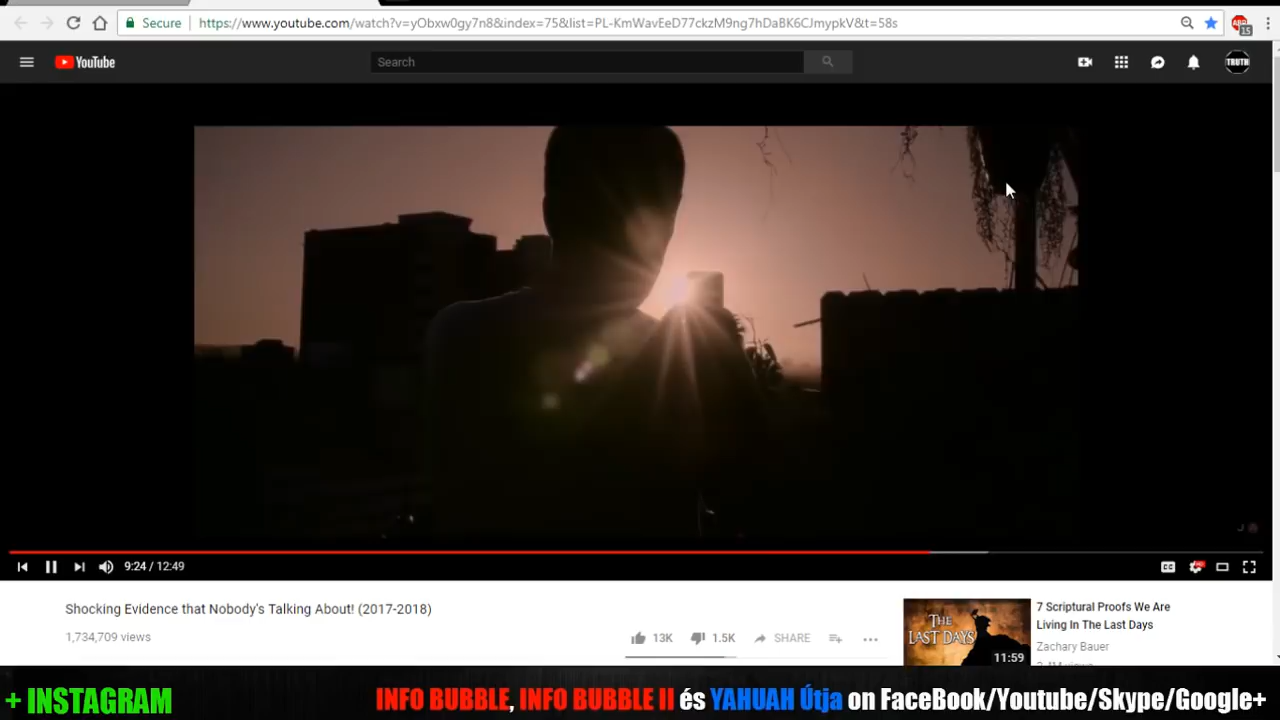 Secure https://www.youtube.com/watch?v=yObxw0gy7n8&index=75&list=PL-KmWavEeD77ckzM9ng7hDaBK6CJmypkV&t=58s
15
YouTube
Search
TRUTH
9:24 / 12:49
CC
Shocking Evidence that Nobody's Talking About! (2017-2018)
1,734,709 views
13K
1.5K
SHARE
THE
LAST DAYS
11:59
7 Scriptural Proofs We Are
Living In The Last Days
Zachary Bauer
+ INSTAGRAM
INFO BUBBLE, INFO BUBBLE II és YAHUAH Útja on FaceBook/Youtube/Skype/Google+